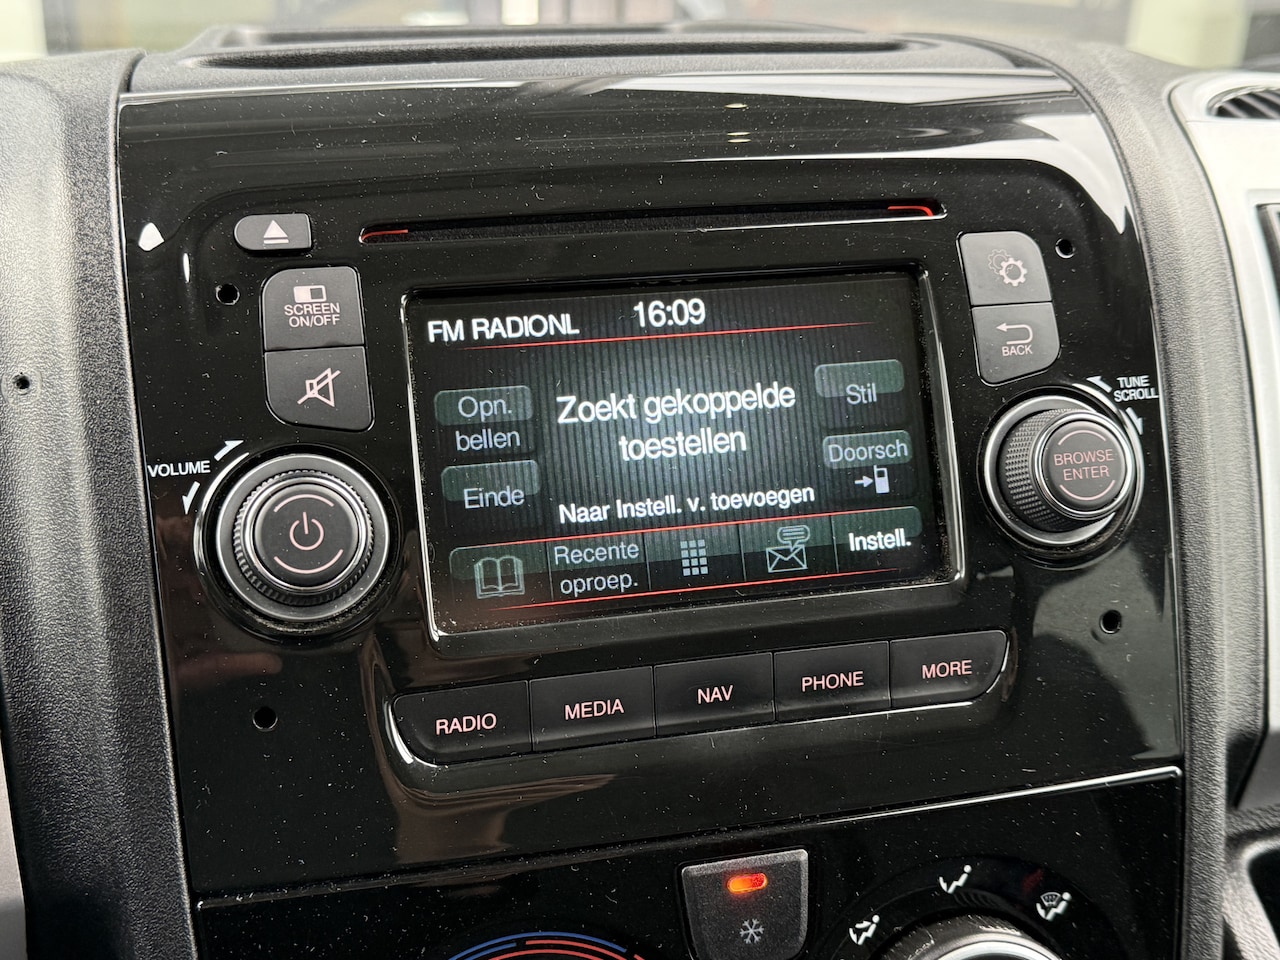 SCREEN
ON/OFF
BACK
TUNE
SCROLL
VOLUME
BROWSE
ENTER
FM RADIONL 16:09
Opn.
bellen
Zoekt gekoppelde
toestellen
Stil
Doorsch
Einde
Naar Instell. v. toevoegen
Recente
oproep.
Instell.
RADIO MEDIA NAV PHONE MORE